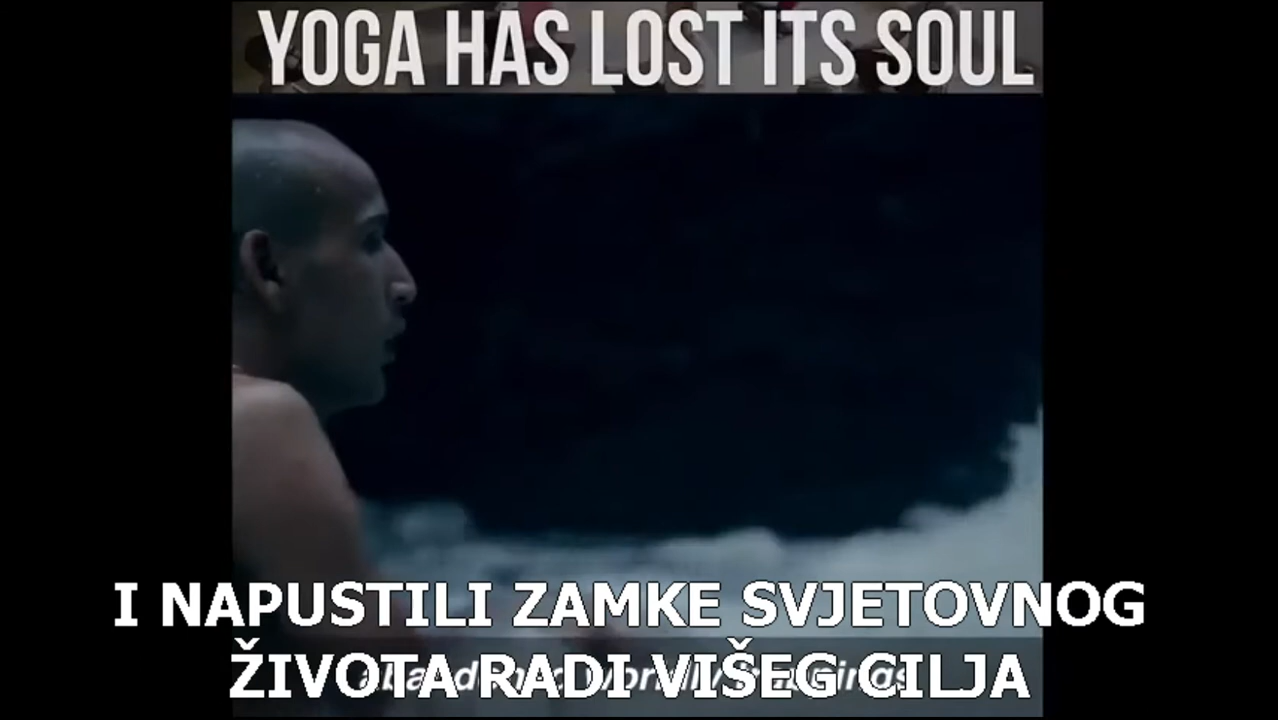 YOGA HAS LOST ITS SOUL
I NAPUSTILI ZAMKE SVJETOVNOG
ŽIVOTA RADI VIŠEG CILJA